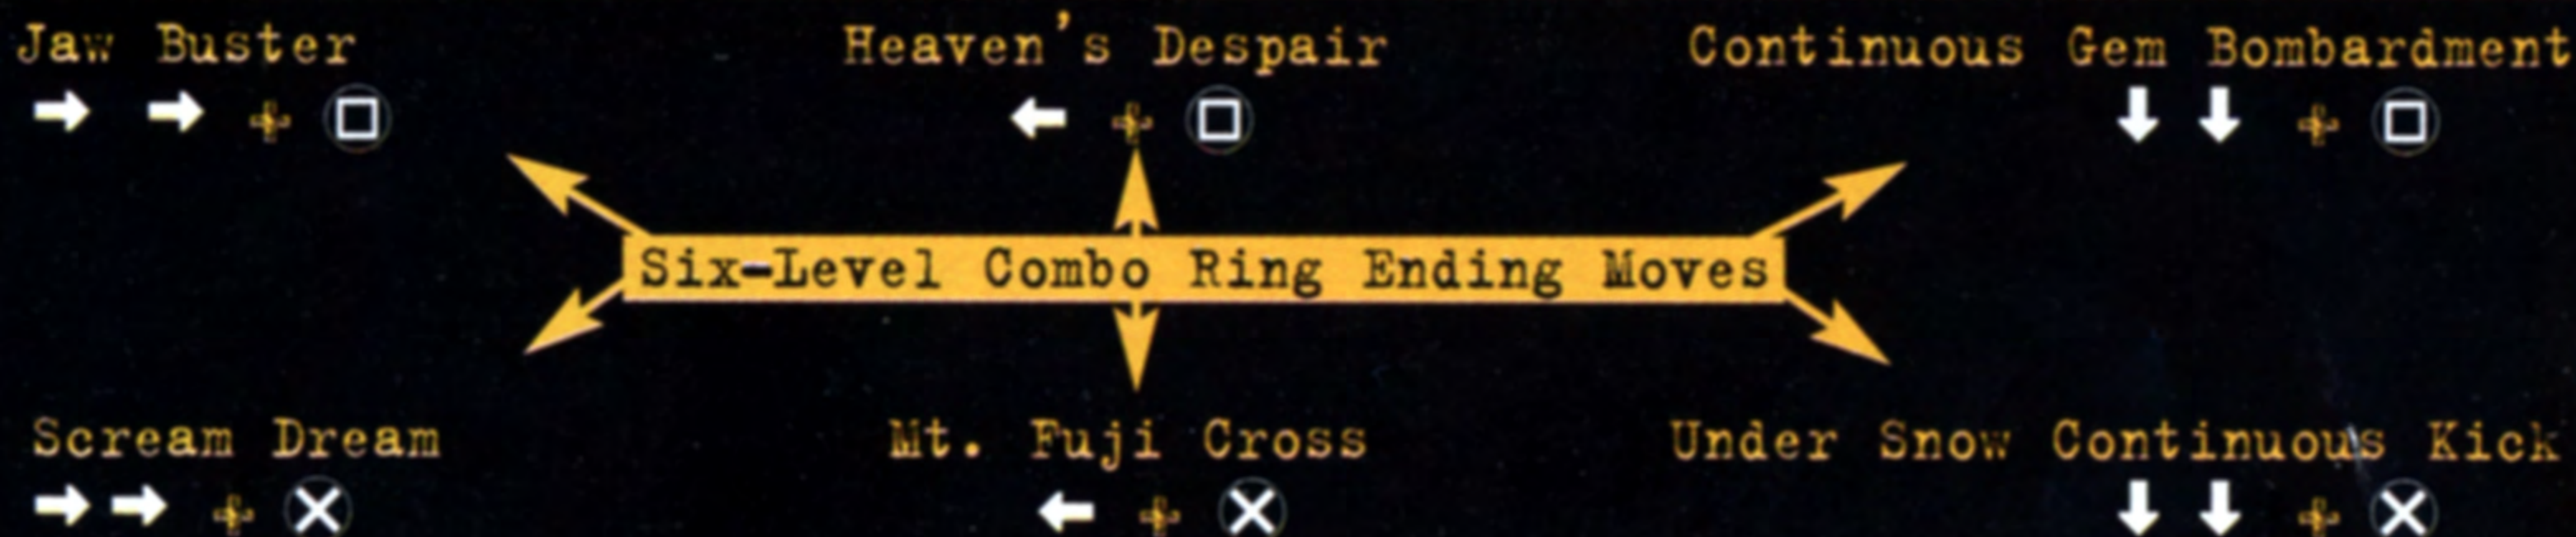 Jaw Buster
Heaven's Despair
Continuous Gem Bombardment
➡ ➡ + □
⬅ + □
⬇ ⬇ + □
Six-Level Combo Ring Ending Moves
Scream Dream
Mt. Fuji Cross
Under Snow Continuous Kick
➡ ➡ + ✕
⬅ + ✕
⬇ ⬇ + ✕